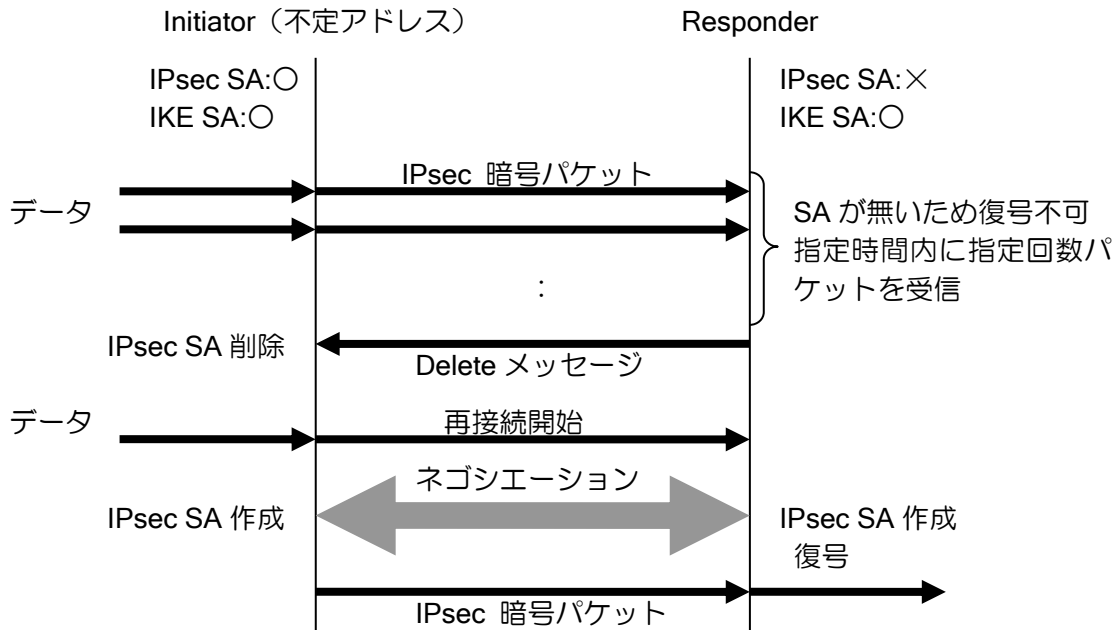 Initiator（不定アドレス）
Responder
IPsec SA:○
IKE SA:○
IPsec SA:×
IKE SA:○
IPsec 暗号パケット
データ
SA が無いため復号不可
指定時間内に指定回数パ
ケットを受信
：
IPsec SA 削除
Delete メッセージ
データ
再接続開始
ネゴシエーション
IPsec SA 作成
IPsec SA 作成
復号
IPsec 暗号パケット